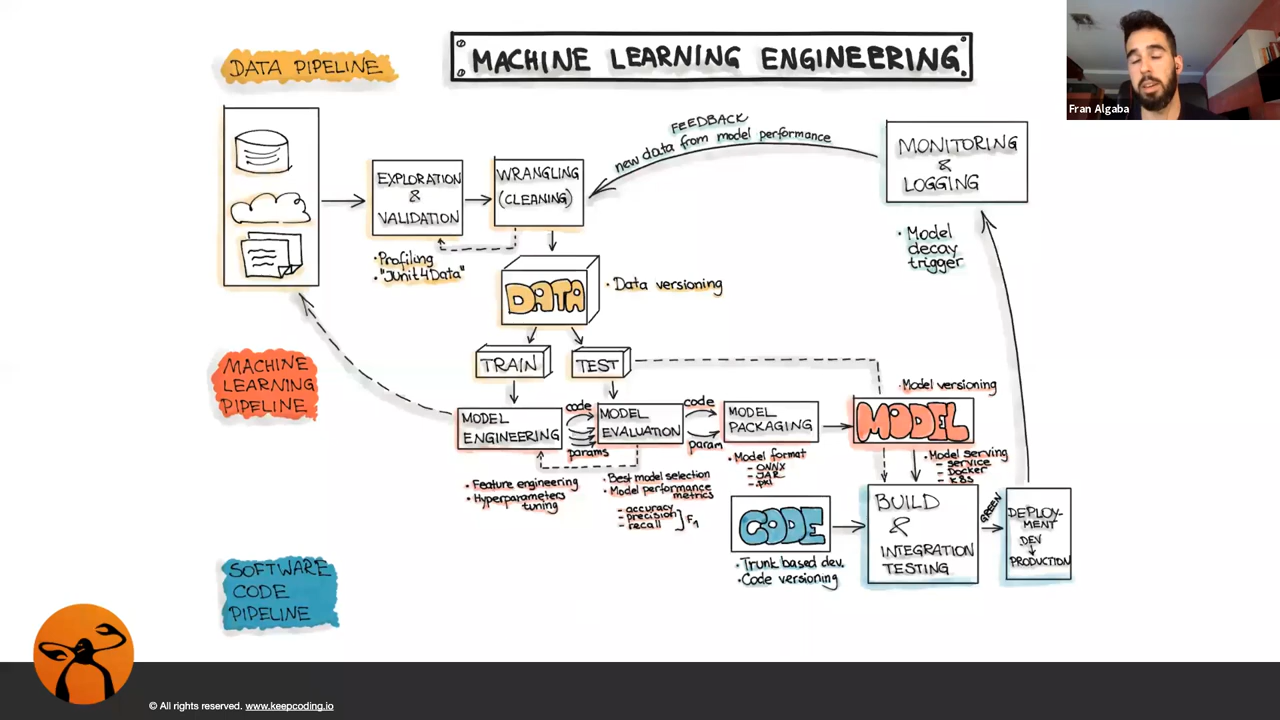 MACHINE LEARNING ENGINEERING
Fran Algaba
DATA PIPELINE
EXPLORATION
&
VALIDATION
WRANGLING
(CLEANING)
FEEDBACK
new data from model performance
MONITORING
&
LOGGING
• Profiling
• "JUnit4Data"
• Model
decay
trigger
DATA
• Data versioning
TRAIN
TEST
MACHINE
LEARNING
PIPELINE
MODEL
ENGINEERING
code
params
MODEL
EVALUATION
code
param
MODEL
PACKAGING
• Model versioning
MODEL
• Feature engineering
• Hyperparameters
tuning
• Best model selection
• Model performance
metrics
- accuracy
- precision
- recall
F1
• Model format
- ONNX
- JAR
- .pkl
• Model serving
- service
- Docker
- K8s
CODE
• Trunk based dev.
• Code versioning
BUILD
&
INTEGRATION
TESTING
GREEN
DEPLOY-
MENT
DEV
PRODUCTION
SOFTWARE
CODE
PIPELINE
© All rights reserved. www.keepcoding.io